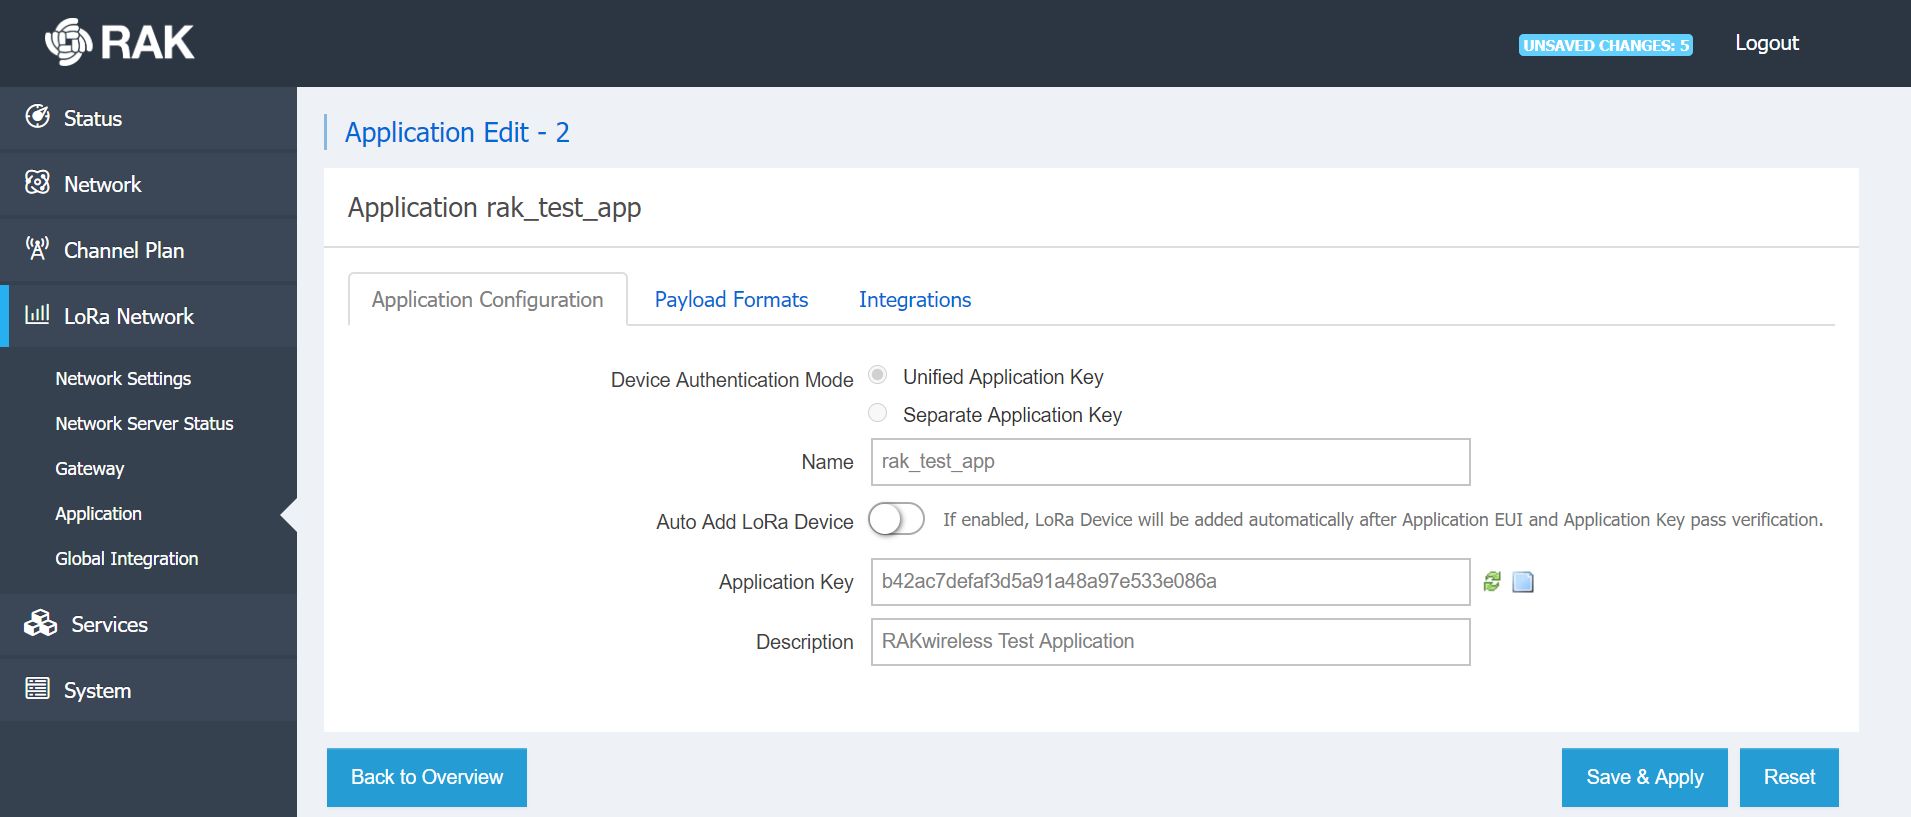 RAK
UNSAVED CHANGES: 5
Logout
Status
Network
Channel Plan
LoRa Network
Network Settings
Network Server Status
Gateway
Application
Global Integration
Services
System
Application Edit - 2
Application rak_test_app
Application Configuration
Payload Formats
Integrations
Device Authentication Mode
Unified Application Key
Separate Application Key
Name
rak_test_app
Auto Add LoRa Device
If enabled, LoRa Device will be added automatically after Application EUI and Application Key pass verification.
Application Key
b42ac7defaf3d5a91a48a97e533e086a
Description
RAKwireless Test Application
Back to Overview
Save & Apply
Reset